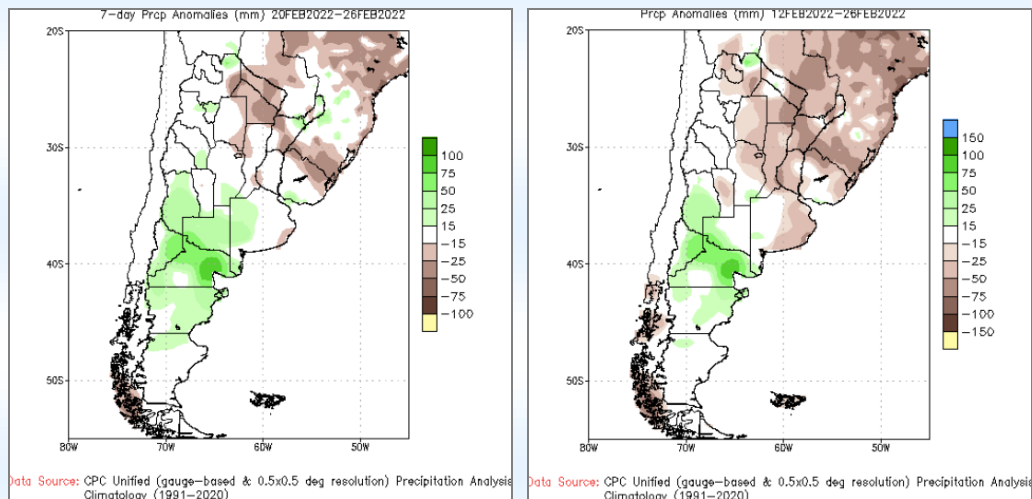 7-day Prcp Anomalies (mm) 20FEB2022-26FEB2022
20S
30S
40S
50S
80W
70W
60W
50W
100
75
50
25
15
-15
-25
-50
-75
-100
Data Source: CPC Unified (gauge-based & 0.5x0.5 deg resolution) Precipitation Analysis
Climatology (1991-2020)
Prcp Anomalies (mm) 12FEB2022-26FEB2022
20S
30S
40S
50S
80W
70W
60W
50W
150
100
75
50
25
15
-15
-25
-50
-75
-100
-150
Data Source: CPC Unified (gauge-based & 0.5x0.5 deg resolution) Precipitation Analysis
Climatology (1991-2020)